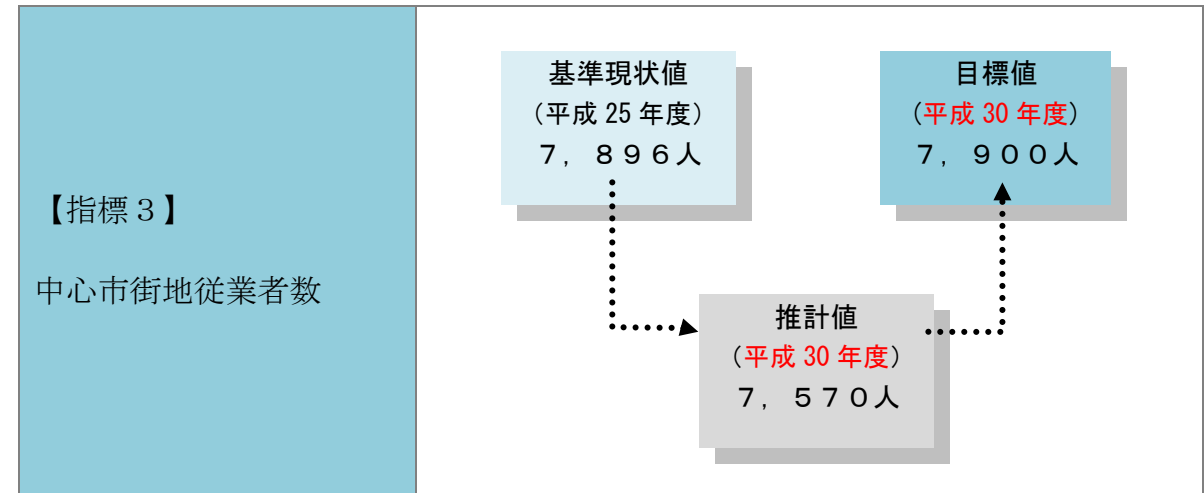 【指標３】
中心市街地従業者数
基準現状値
（平成 25 年度）
７，８９６人
目標値
（平成 30 年度）
７，９００人
推計値
（平成 30 年度）
７，５７０人